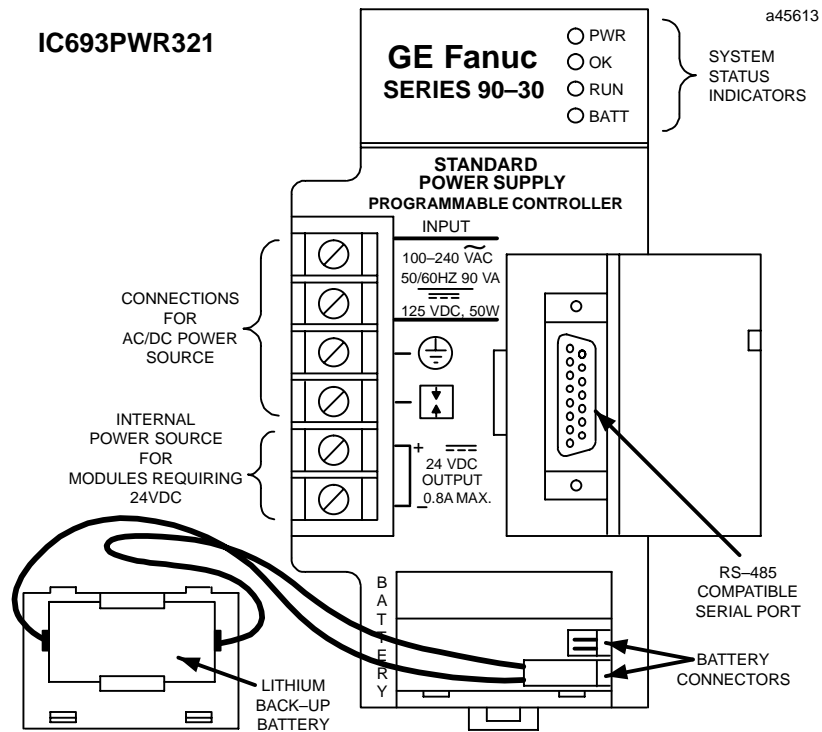 a45613
IC693PWR321
GE Fanuc
SERIES 90–30
PWR
OK
RUN
BATT
SYSTEM
STATUS
INDICATORS
STANDARD
POWER SUPPLY
PROGRAMMABLE CONTROLLER
INPUT
100–240 VAC
50/60HZ 90 VA
125 VDC, 50W
CONNECTIONS
FOR
AC/DC POWER
SOURCE
INTERNAL
POWER SOURCE
FOR
MODULES REQUIRING
24VDC
+
24 VDC
OUTPUT
0.8A MAX.
–
RS–485
COMPATIBLE
SERIAL PORT
BATTERY
BATTERY
CONNECTORS
LITHIUM
BACK–UP
BATTERY